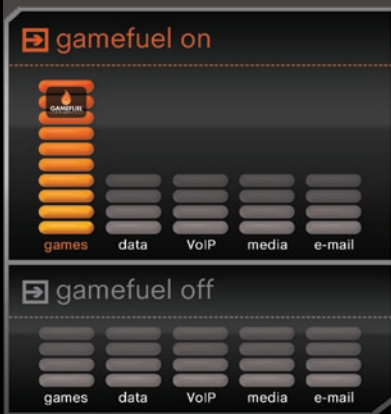 gamefuel on
GAMEFUEL
games data VoIP media e-mail
gamefuel off
games data VoIP media e-mail